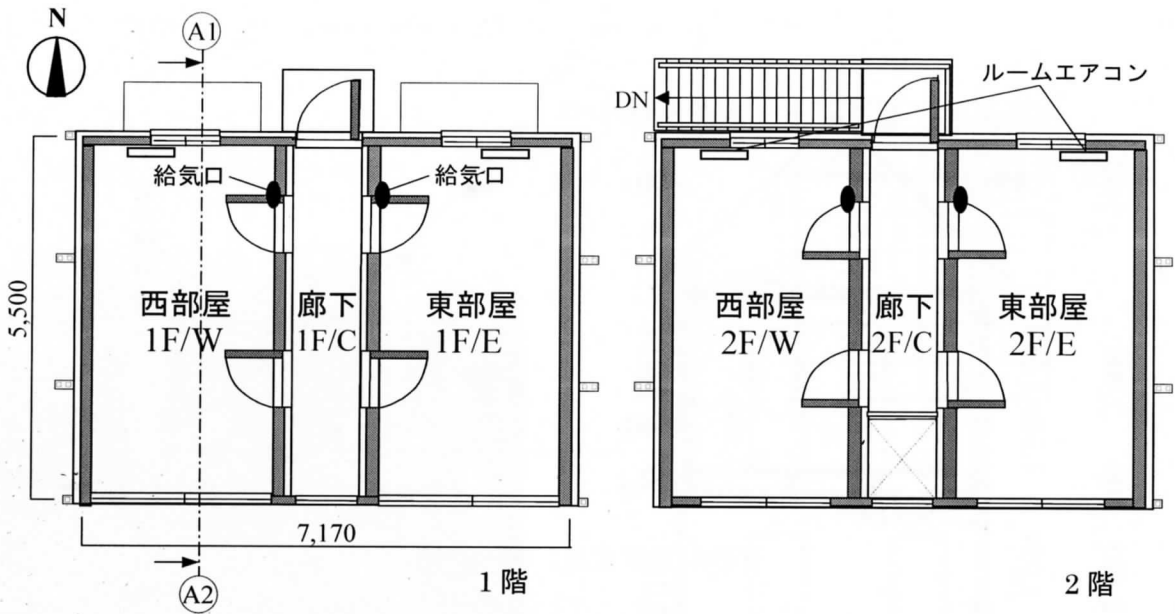 N
A1
給気口
給気口
西部屋
1F/W
廊下
1F/C
東部屋
1F/E
5,500
7,170
A2
1階
ルームエアコン
DN
西部屋
2F/W
廊下
2F/C
東部屋
2F/E
2階